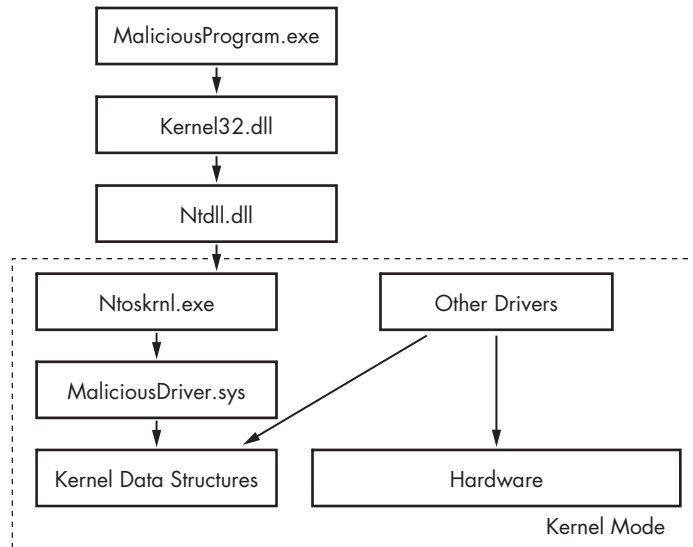 MaliciousProgram.exe
Kernel32.dll
Ntdll.dll
Ntoskrnl.exe
Other Drivers
MaliciousDriver.sys
Kernel Data Structures
Hardware
Kernel Mode